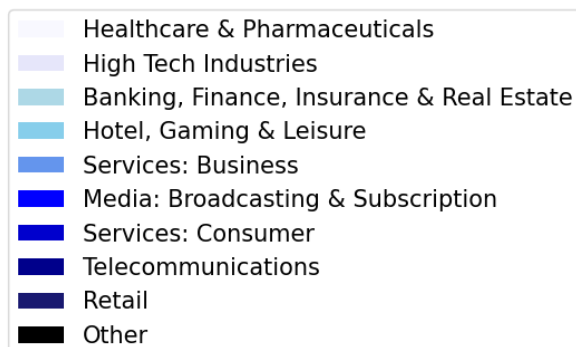 Healthcare & Pharmaceuticals
High Tech Industries
Banking, Finance, Insurance & Real Estate
Hotel, Gaming & Leisure
Services: Business
Media: Broadcasting & Subscription
Services: Consumer
Telecommunications
Retail
Other